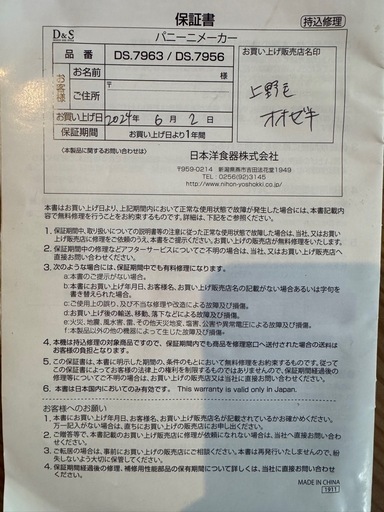 D&S
保証書
持込修理
パニーニメーカー
品番 DS.7963 / DS.7956
お買い上げ販売店名印
お客様
お名前 様
〒
ご住所
上野毛
オオゼキ
お買い上げ日 2024年 6月 2日
保証期間 お買い上げ日より1年間
<本製品に関するお問い合わせは>
日本洋食器株式会社
〒959-0214 新潟県燕市吉田法花堂1949
TEL 0256(92)3145
http://www.nihon-yoshokki.co.jp/
本書はお買い上げ日より、上記期間内において正常な使用状態で故障が発生した場合には、本書記載内
容で無料修理を行うことをお約束するものです。詳細は、下記をご参照ください。
1. 保証期間中、取り扱いについての説明書等の注意に従った正常な使用状態で故障した場合は、当社、又はお買い
上げ販売店に修理をご依頼のうえ、本書をご提示ください。お買い上げの販売店が無料修理をいたします。
2. 保証期間中の修理などアフターサービスについてご不明の場合は、当社、又はお買い上げ販売店へ
直接お問い合わせください。
3. 次のような場合には、保証期間中でも有料修理になります。
a:本書のご提示がない場合。
b:本書にお買い上げ年月日、お客様名、お買い上げ販売店名の記載がない場合あるいは字句を
書き替えられた場合。
c:ご使用上の誤り、及び不当な修理や改造による故障及び損傷。
d:お買い上げ後の輸送、移動、落下などによる故障及び損傷。
e:火災、地震、風水害、雷、その他天災地変、塩害、公害や異常電圧による故障及び損傷。
f:本製品以外の他の機器によって生じた故障及び損傷。
4. 本機は持込修理の対象商品ですので、保証期間内でも商品を修理窓口へ送付された場合の送料は
お客様の負担となります。
5. この保証書は、本書に明示した期間、条件のもとにおいて無料修理をお約束するものです。従って
この保証書によってお客様の法律上の権利を制限するものではありませんので、保証期間経過後の
修理等についてご不明の場合は、お買い上げの販売店又は当社に直接お問い合わせください。
6. 本書は日本国内においてのみ有効です。 This warranty is valid only in Japan.
お客様へのお願い
1. 本書にお買い上げ年月日、お客様名、お買い上げ販売店名が記載されているかお確かめください。
万一記入がない場合は、直ちにお買い上げの販売店にお申し出ください。
2. ご贈答等で、本書記載のお買い上げ販売店に修理が依頼になれない場合は、当社へ直接お問い合わ
せください。
3. ご転居の場合は、事前にお買い上げの販売店にご相談ください。本書は再発行いたしませんので、紛
失しないよう大切に保管してください。
4. 保証期間経過後の修理、補修用性能部品の保有期間について詳しくは、当社に直接お問い合わせ
ください。
MADE IN CHINA
1911